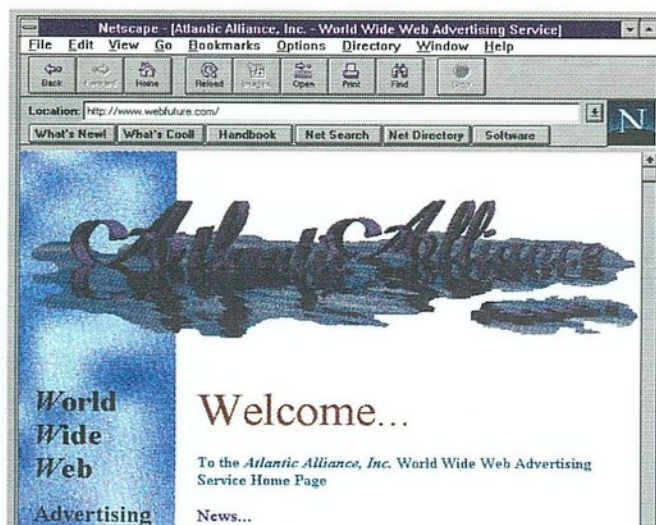 Netscape - [Atlantic Alliance, Inc. - World Wide Web Advertising Service]
File Edit View Go Bookmarks Options Directory Window Help
Back Forward Home Reload Images Open Print Find Stop
Location: http://www.webfuture.com/
N
What's New! What's Cool! Handbook Net Search Net Directory Software
Atlantic Alliance
World
Wide
Web
Advertising
Welcome...
To the Atlantic Alliance, Inc. World Wide Web Advertising
Service Home Page
News...